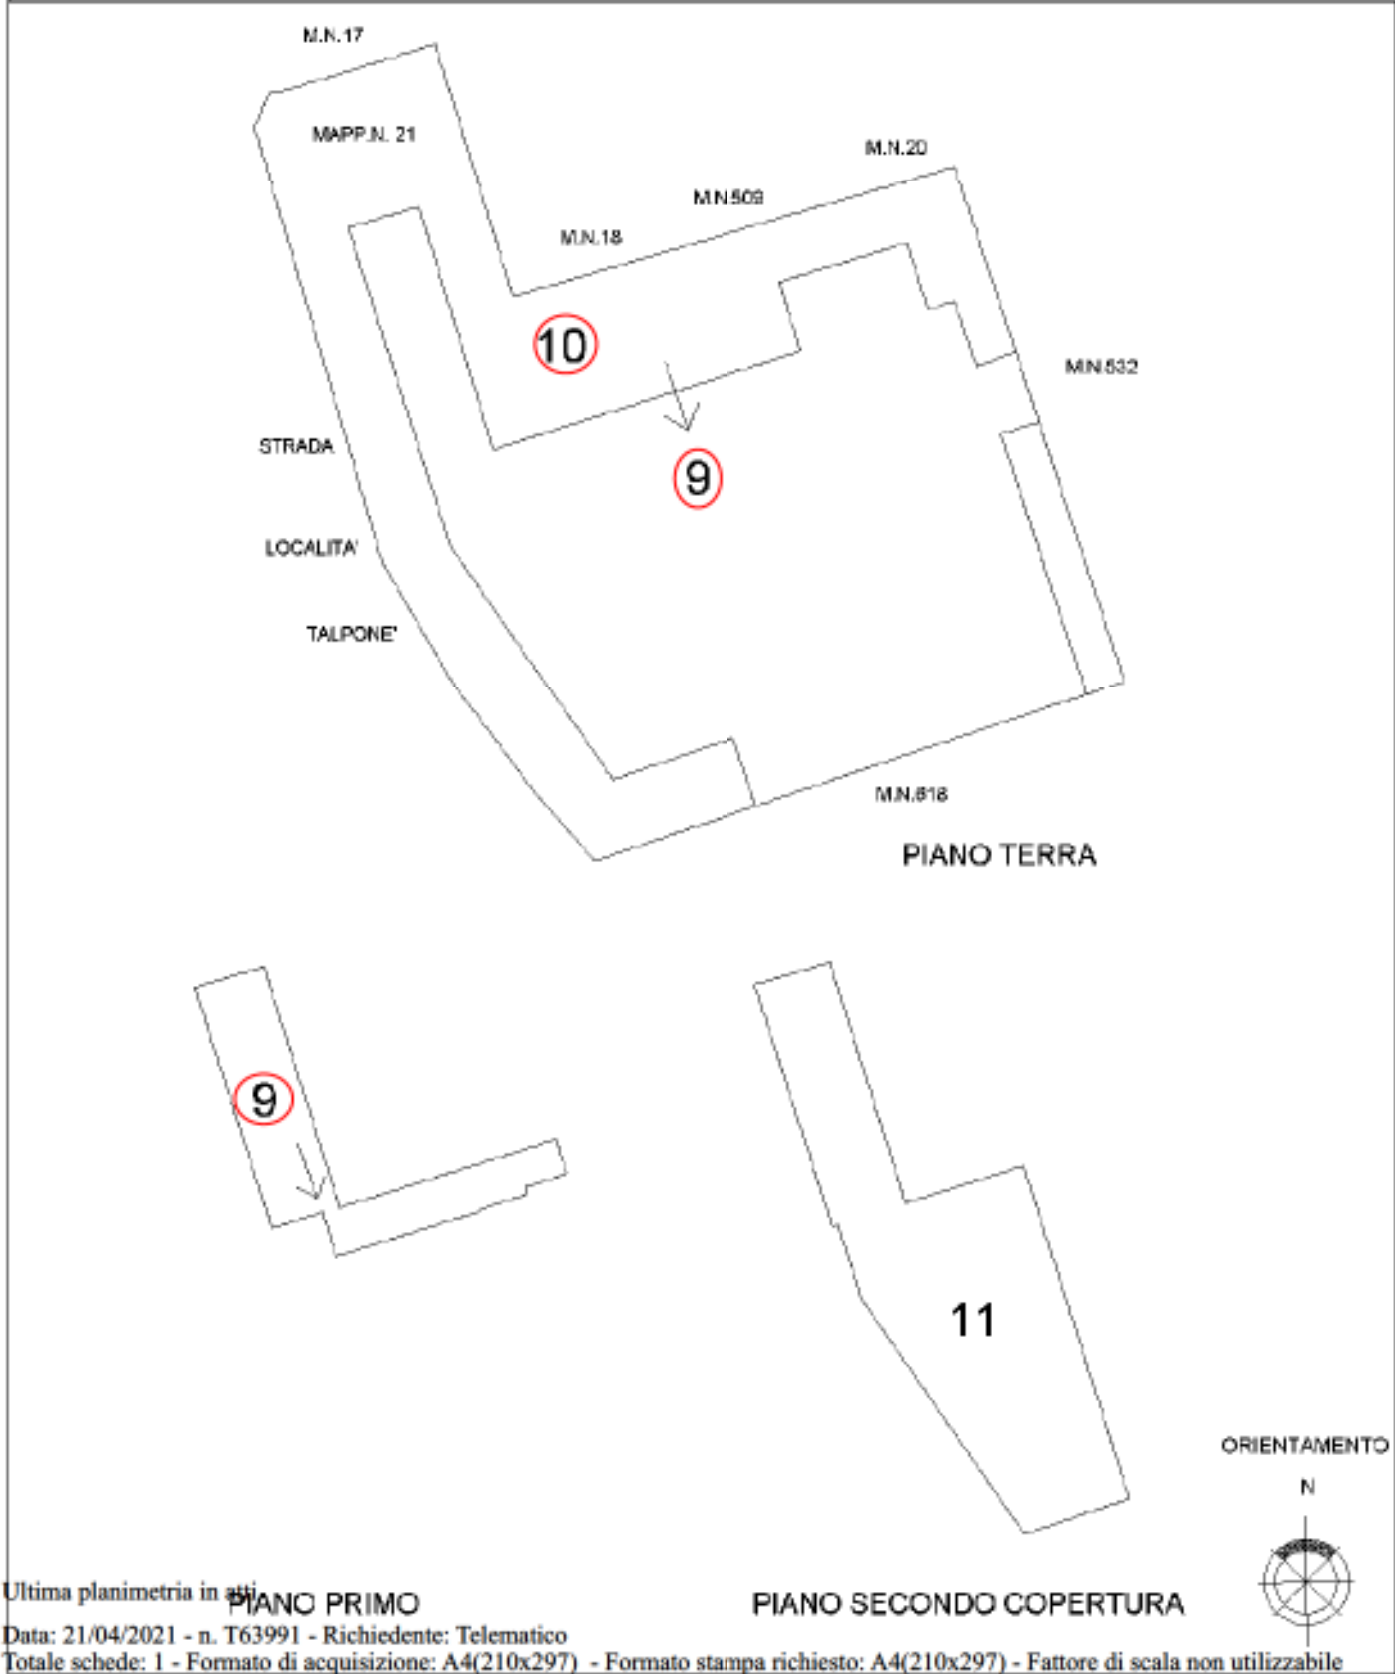 M.N.17
MAPP.N. 21
M.N.20
M.N.509
M.N.18
10
M.N.532
STRADA
9
LOCALITA'
TALPONE'
M.N.618
PIANO TERRA
9
11
ORIENTAMENTO
N
Ultima planimetria in atti
PIANO PRIMO
PIANO SECONDO COPERTURA
Data: 21/04/2021 - n. T63991 - Richiedente: Telematico
Totale schede: 1 - Formato di acquisizione: A4(210x297) - Formato stampa richiesto: A4(210x297) - Fattore di scala non utilizzabile